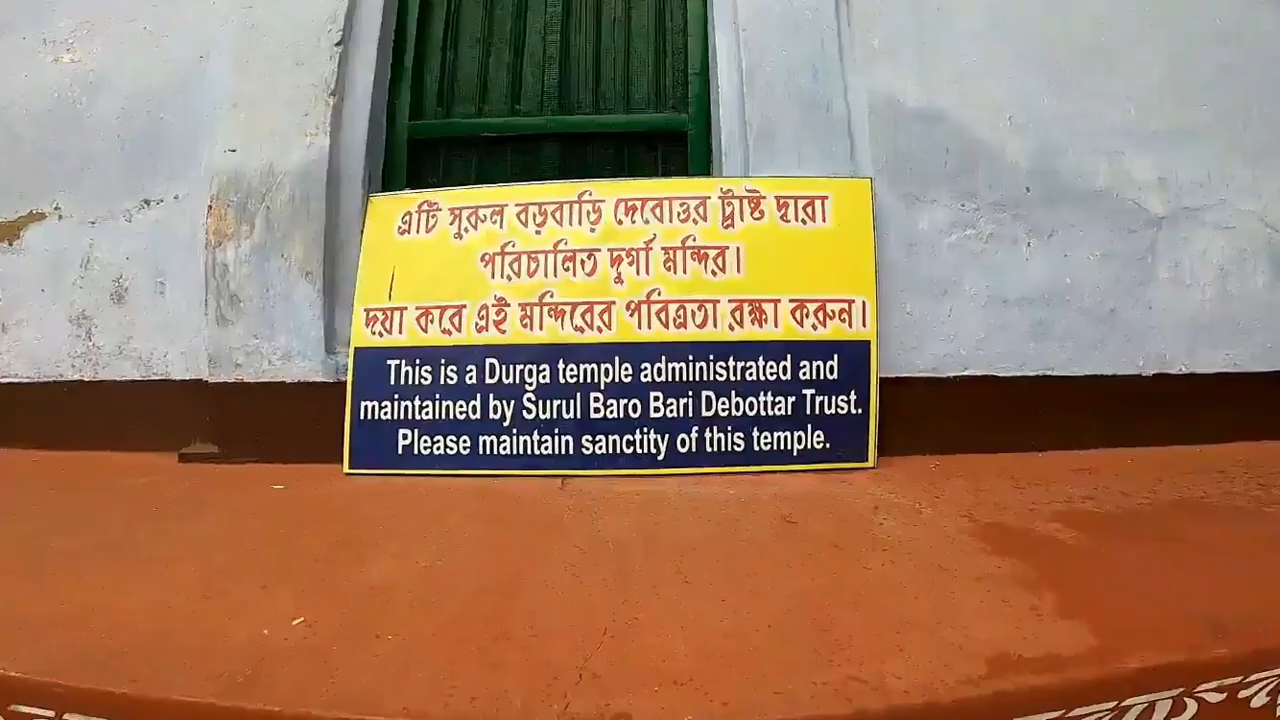 এটি সুরুল বড়বাড়ি দেবোত্তর ট্রাষ্ট দ্বারা
পরিচালিত দুর্গা মন্দির।
দয়া করে এই মন্দিরের পবিত্রতা রক্ষা করুন।
This is a Durga temple administrated and
maintained by Surul Baro Bari Debottar Trust.
Please maintain sanctity of this temple.